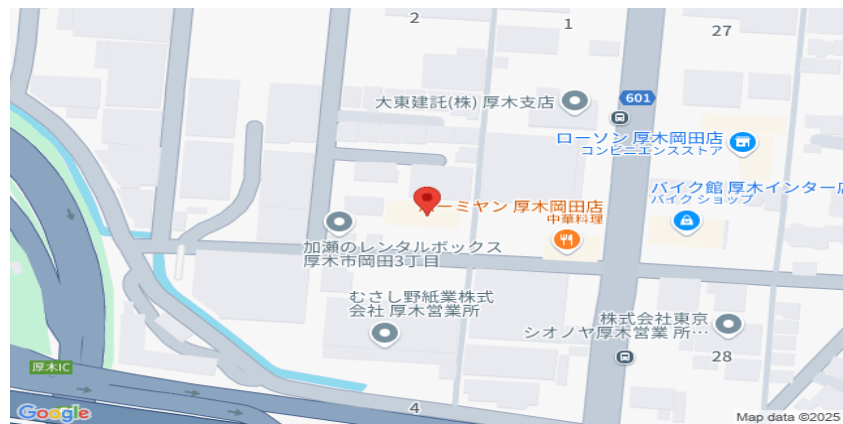 2
1
27
大東建託(株) 厚木支店
601
ローソン 厚木岡田店
コンビニエンスストア
バイク館 厚木インター店
バイク ショップ
ーミヤン 厚木岡田店
中華料理
加瀬のレンタルボックス
厚木市岡田3丁目
むさし野紙業株式
会社 厚木営業所
株式会社東京
シオノヤ厚木営業 所…
28
厚木IC
4
Google
Map data ©2025